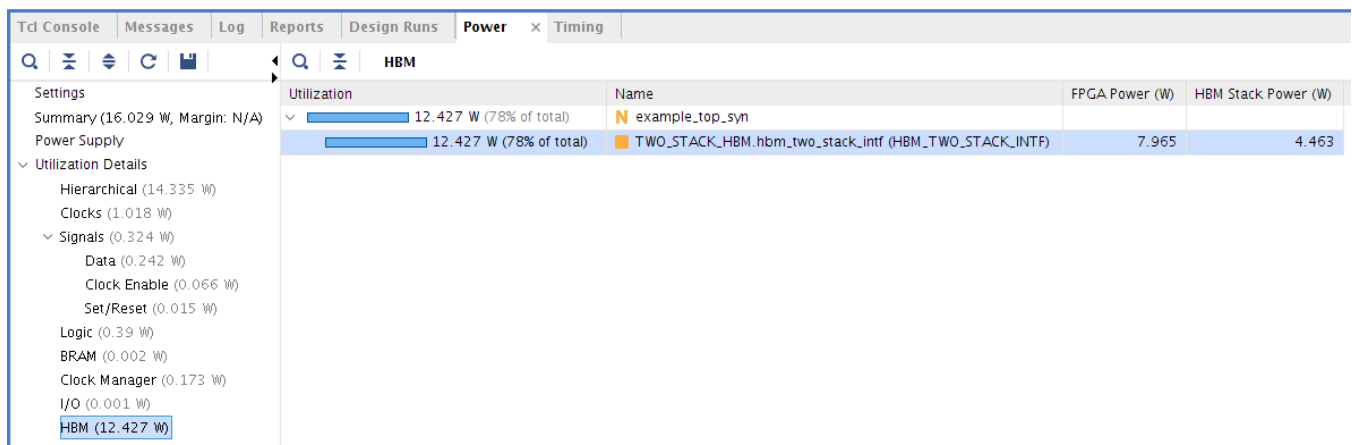 Tcl Console Messages Log Reports Design Runs Power × Timing
HBM
Settings
Summary (16.029 W, Margin: N/A)
Power Supply
Utilization Details
Hierarchical (14.335 W)
Clocks (1.018 W)
Signals (0.324 W)
Data (0.242 W)
Clock Enable (0.066 W)
Set/Reset (0.015 W)
Logic (0.39 W)
BRAM (0.002 W)
Clock Manager (0.173 W)
I/O (0.001 W)
HBM (12.427 W)
Utilization Name FPGA Power (W) HBM Stack Power (W)
12.427 W (78% of total) N example_top_syn
12.427 W (78% of total) TWO_STACK_HBM.hbm_two_stack_intf (HBM_TWO_STACK_INTF) 7.965 4.463